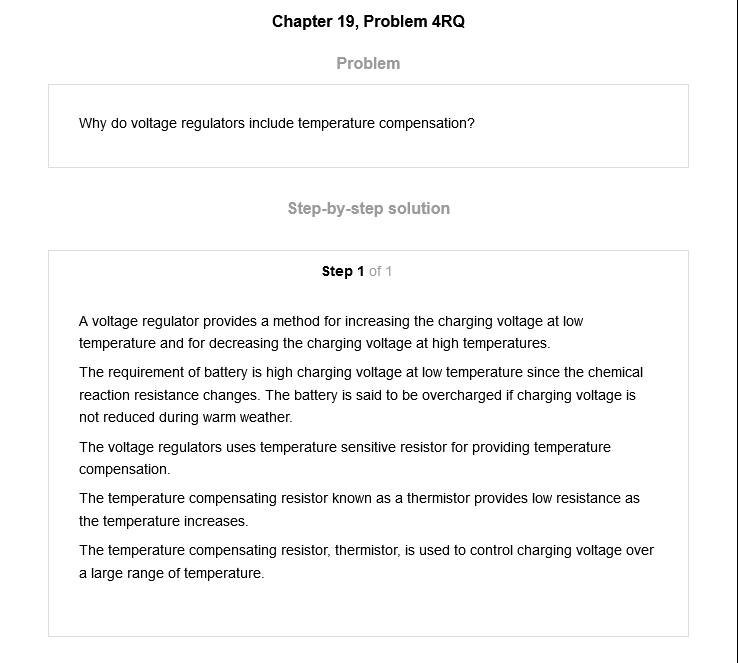 Chapter 19, Problem 4RQ
Problem
Why do voltage regulators include temperature compensation?
Step-by-step solution
Step 1 of 1
A voltage regulator provides a method for increasing the charging voltage at low
temperature and for decreasing the charging voltage at high temperatures.
The requirement of battery is high charging voltage at low temperature since the chemical
reaction resistance changes. The battery is said to be overcharged if charging voltage is
not reduced during warm weather.
The voltage regulators uses temperature sensitive resistor for providing temperature
compensation.
The temperature compensating resistor known as a thermistor provides low resistance as
the temperature increases.
The temperature compensating resistor, thermistor, is used to control charging voltage over
a large range of temperature.